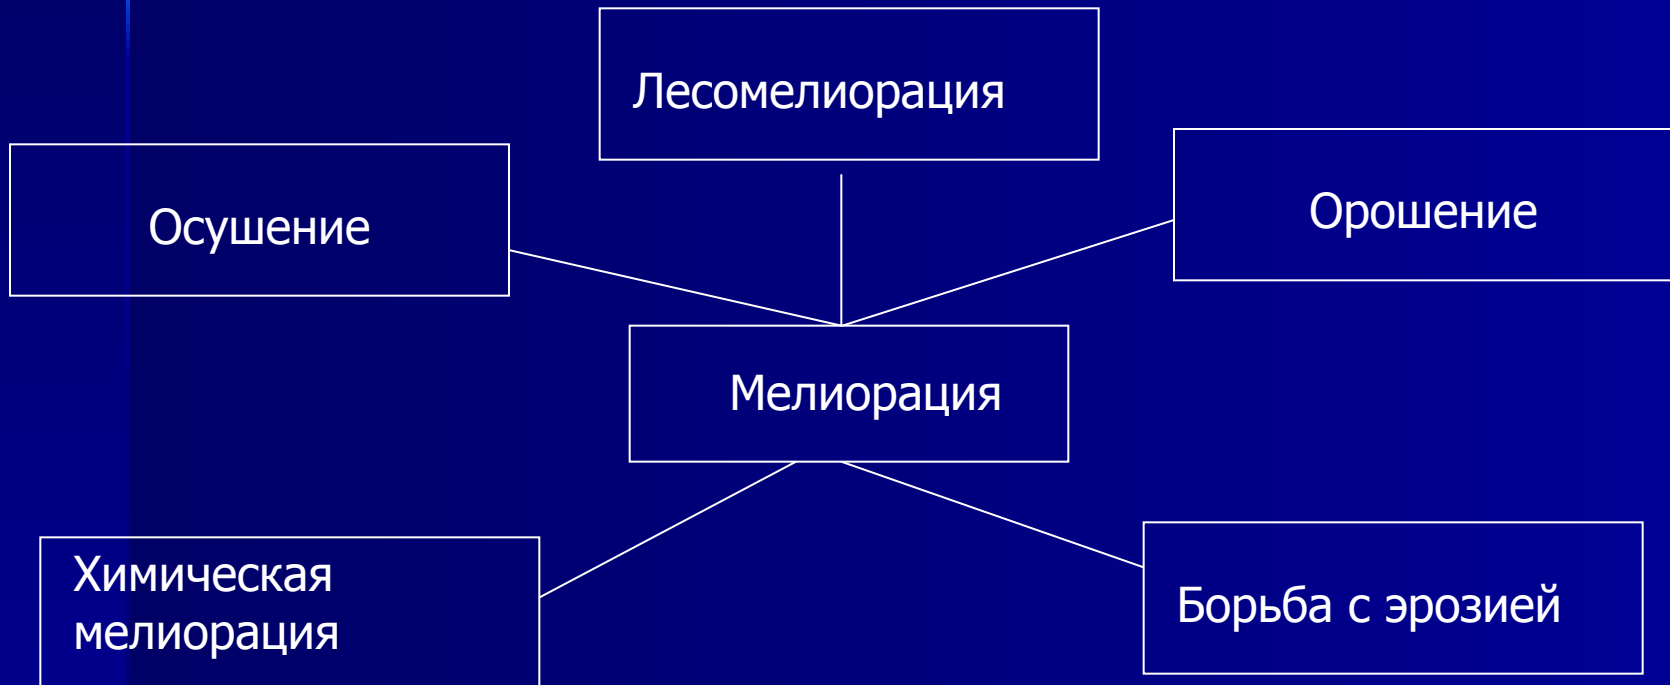 Лесомелиорация
Осушение
Орошение
Мелиорация
Химическая
мелиорация
Борьба с эрозией